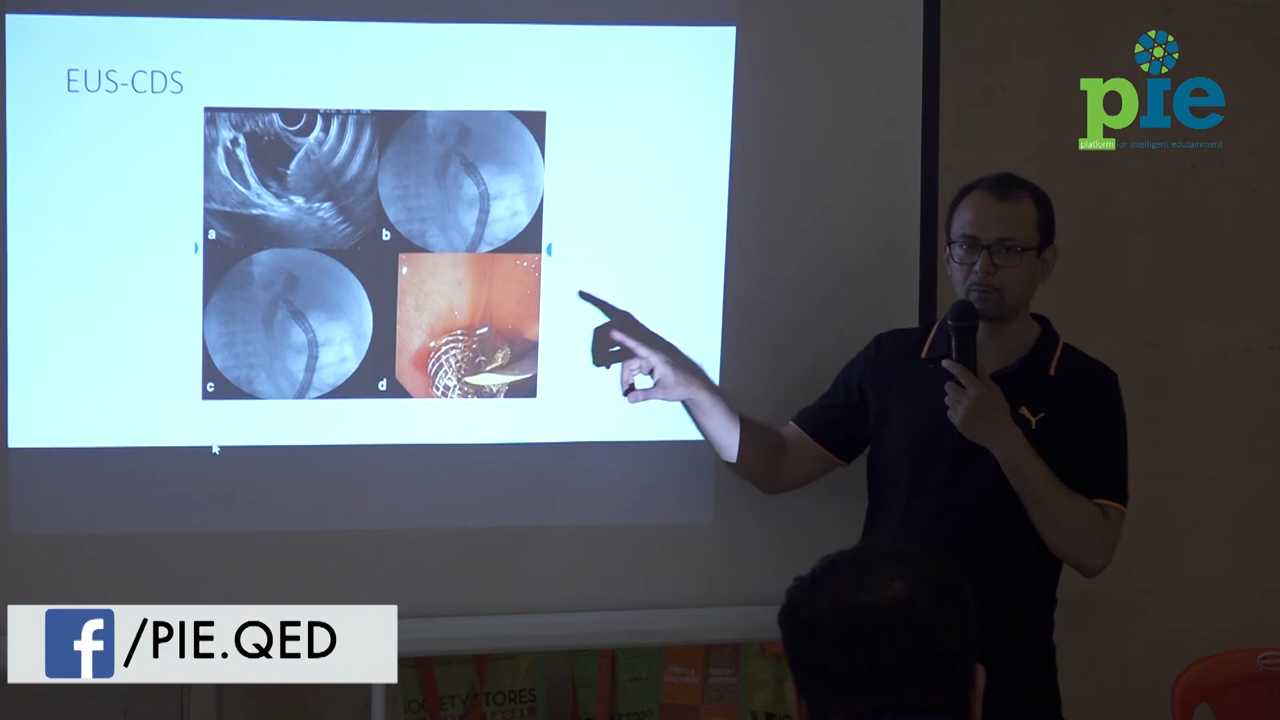 EUS-CDS
a
b
c
d
pie
platform for intelligent edutainment
/PIE.QED